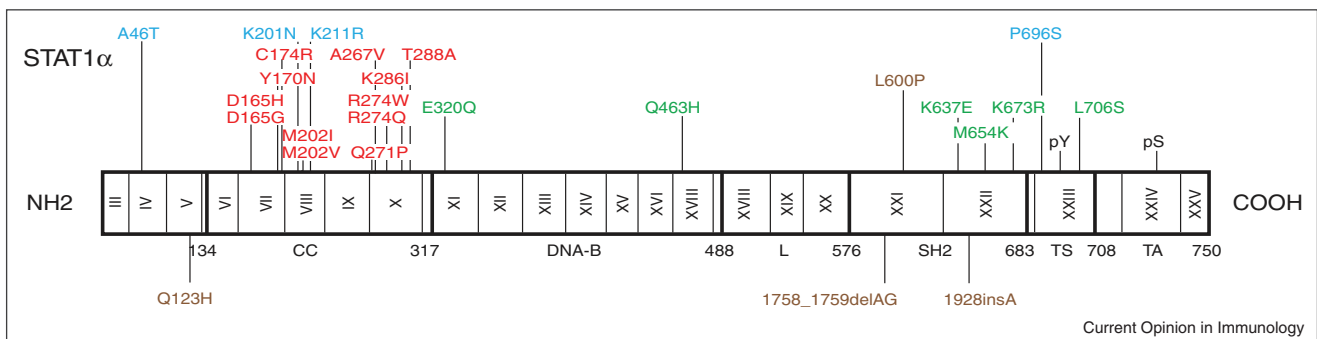 A46T K201N K211R P696S
STAT1α C174R A267V T288A
Y170N K286I L600P
D165H R274W E320Q Q463H K637E K673R L706S
D165G R274Q
M202I M654K pY pS
M202V Q271P
NH2 III IV V VI VII VIII IX X XI XII XIII XIV XV XVI XVII XVIII XIX XX XXI XXII XXIII XXIV XXV COOH
134 CC 317 DNA-B 488 L 576 SH2 683 TS 708 TA 750
Q123H 1758_1759delAG 1928insA
Current Opinion in Immunology